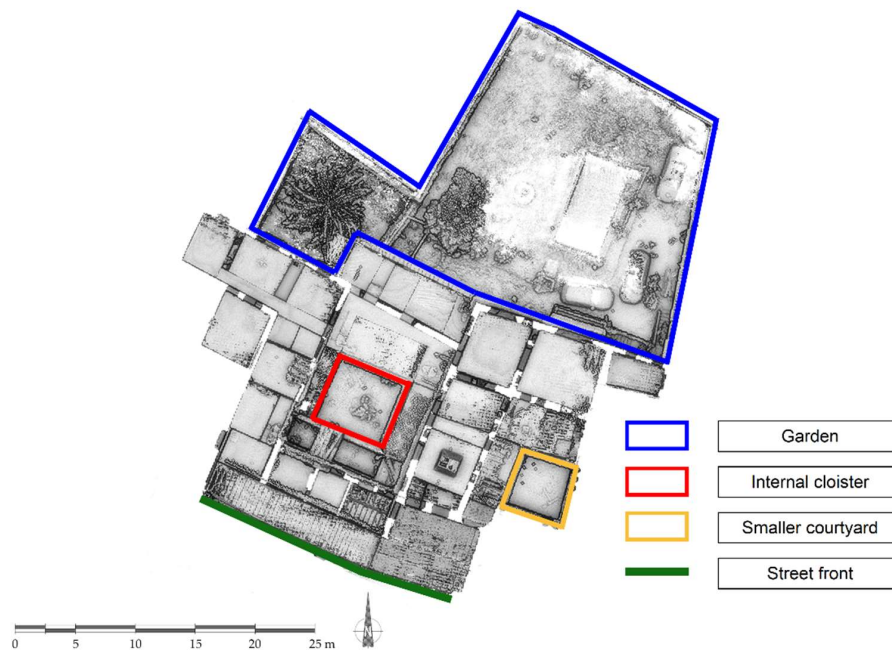 Garden
Internal cloister
Smaller courtyard
Street front
0 5 10 15 20 25 m